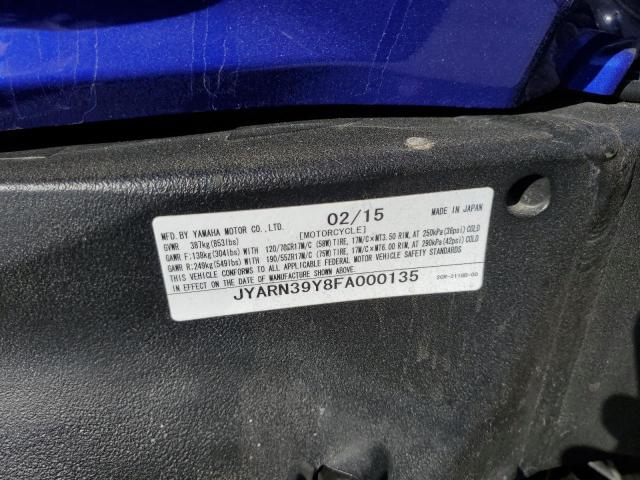 MFD. BY YAMAHA MOTOR CO., LTD. 02/15 MADE IN JAPAN
[MOTORCYCLE]
GVWR 387kg(853lbs)
GAWR F:138kg(304lbs)WITH 120/70ZR17M/C (58W)TIRE, 17M/C×MT3.50 RIM, AT 250kPa(36psi)COLD
GAWR R:249kg(549lbs)WITH 190/55ZR17M/C (75W)TIRE, 17M/C×MT6.00 RIM, AT 290kPa(42psi)COLD
THIS VEHICLE CONFORMS TO ALL APPLICABLE FEDERAL MOTOR VEHICLE SAFETY STANDARDS
IN EFFECT ON THE DATE OF MANUFACTURE SHOWN ABOVE.
JYARN39Y8FA000135